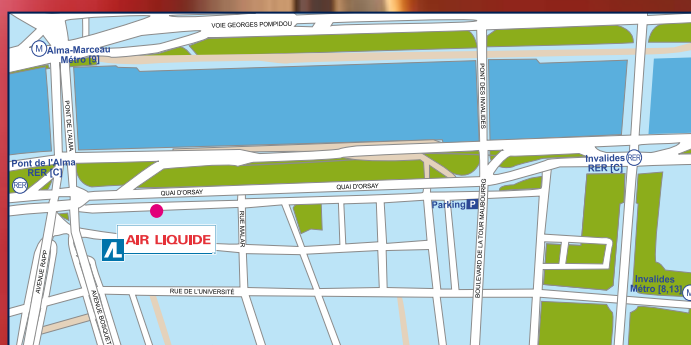 VOIE GEORGES POMPIDOU
M
Alma-Marceau
Métro [9]
PONT DE L'ALMA
PONT DES INVALIDES
Pont de l'Alma
RER [C]
RER
Invalides
RER [C]
RER
QUAI D'ORSAY
QUAI D'ORSAY
Parking P
AIR LIQUIDE
RUE MALAR
BOULEVARD DE LA TOUR MAUBOURRG
AVENUE RAPP
AVENUE BOSQUET
RUE DE L'UNIVERSITÉ
Invalides
Métro [8,13]
M